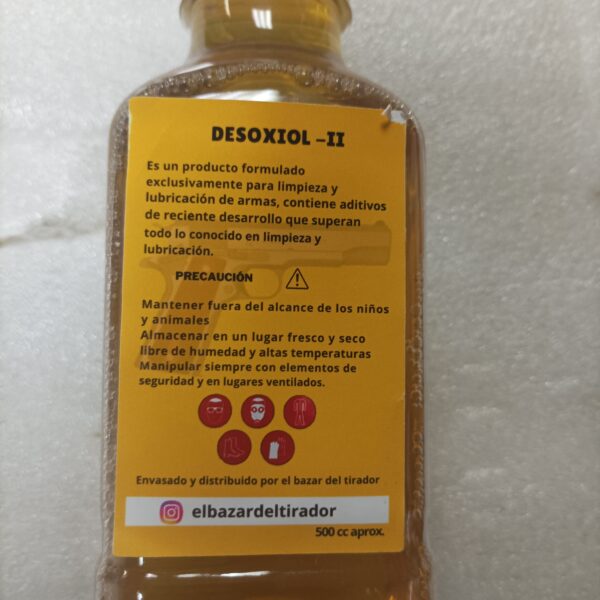 DESOXIOL -II
Es un producto formulado
exclusivamente para limpieza y
lubricación de armas, contiene aditivos
de reciente desarrollo que superan
todo lo conocido en limpieza y
lubricación.
PRECAUCIÓN
Mantener fuera del alcance de los niños
y animales
Almacenar en un lugar fresco y seco
libre de humedad y altas temperaturas
Manipular siempre con elementos de
seguridad y en lugares ventilados.
Envasado y distribuido por el bazar del tirador
elbazardeltirador
500 cc aprox.